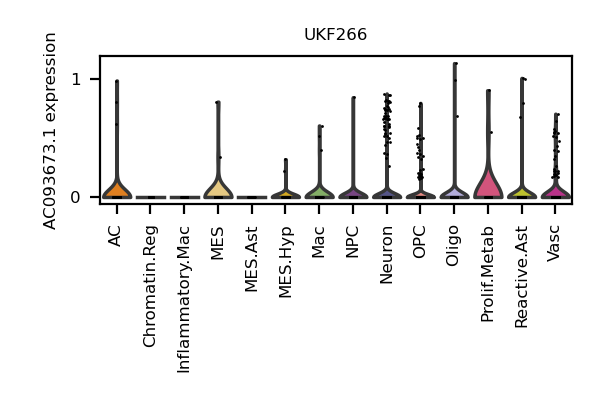 UKF266
AC093673.1 expression
1
0
AC
Chromatin.Reg
Inflammatory.Mac
MES
MES.Ast
MES.Hyp
Mac
NPC
Neuron
OPC
Oligo
Prolif.Metab
Reactive.Ast
Vasc